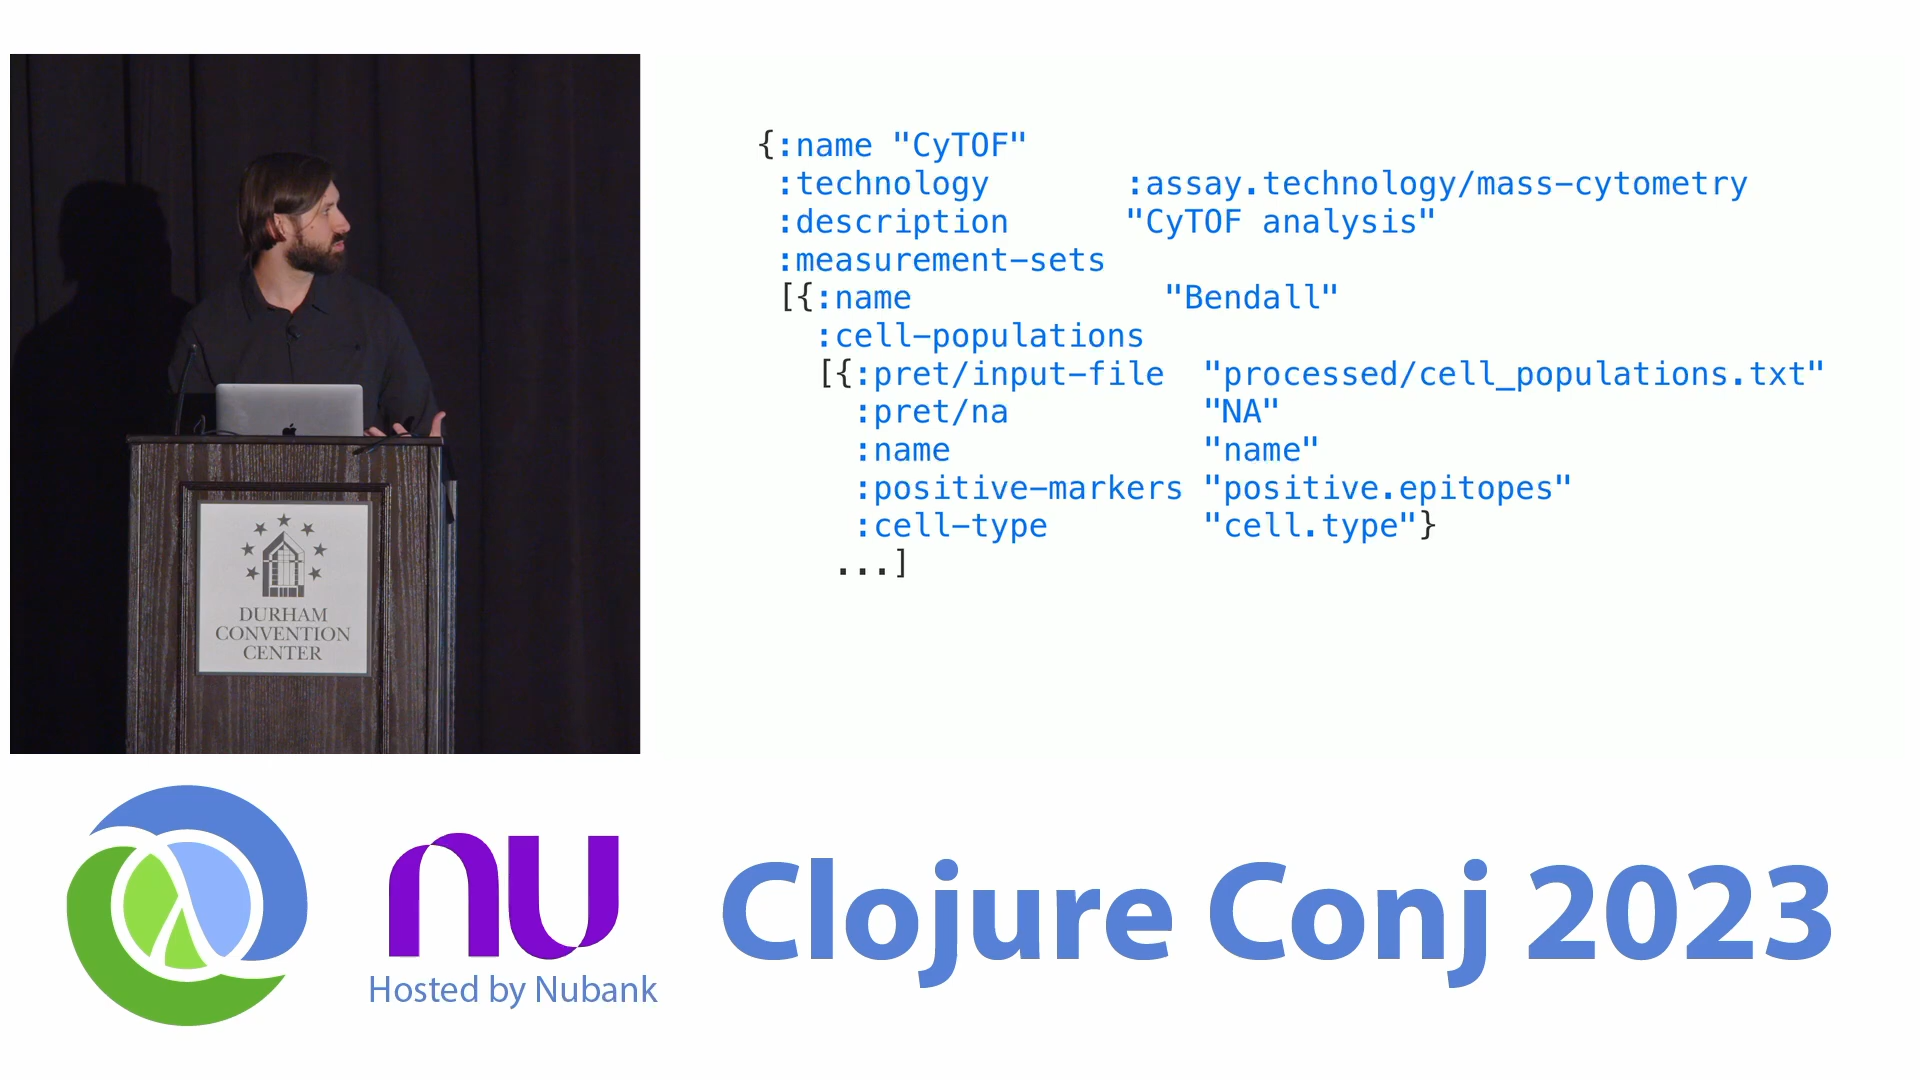 {:name "CyTOF"
:technology :assay.technology/mass-cytometry
:description "CyTOF analysis"
:measurement-sets
[{:name "Bendall"
:cell-populations
[{:pret/input-file "processed/cell_populations.txt"
:pret/na "NA"
:name "name"
:positive-markers "positive.epitopes"
:cell-type "cell.type"}
...]
DURHAM
CONVENTION
CENTER
nu
Hosted by Nubank
Clojure Conj 2023